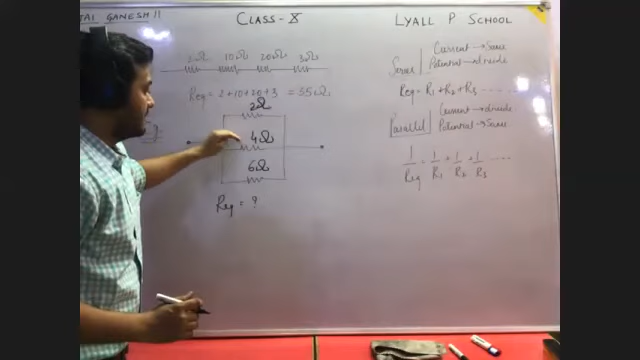 JAI GANESH !!
CLASS-X
LYALL P SCHOOL
2Ω 10Ω 20Ω 3Ω
Req = 2+10+20+3 = 35Ω
2Ω
4Ω
6Ω
Req = ?
Series
Current → Same
Potential → divide
Req = R1 + R2 + R3 ......
Parallel
Current → divide
Potential → Same
1/Req = 1/R1 + 1/R2 + 1/R3 ....